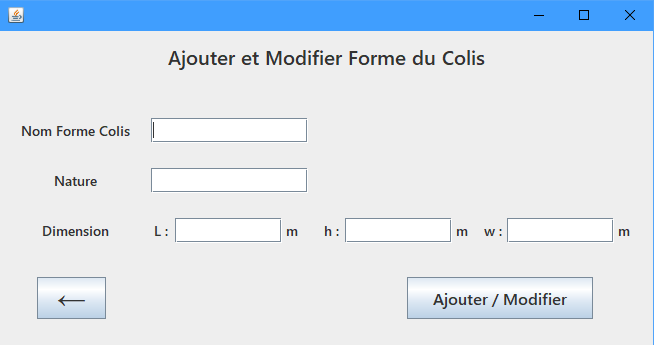 Ajouter et Modifier Forme du Colis
Nom Forme Colis
Nature
Dimension L : m h : m w : m
← Ajouter / Modifier